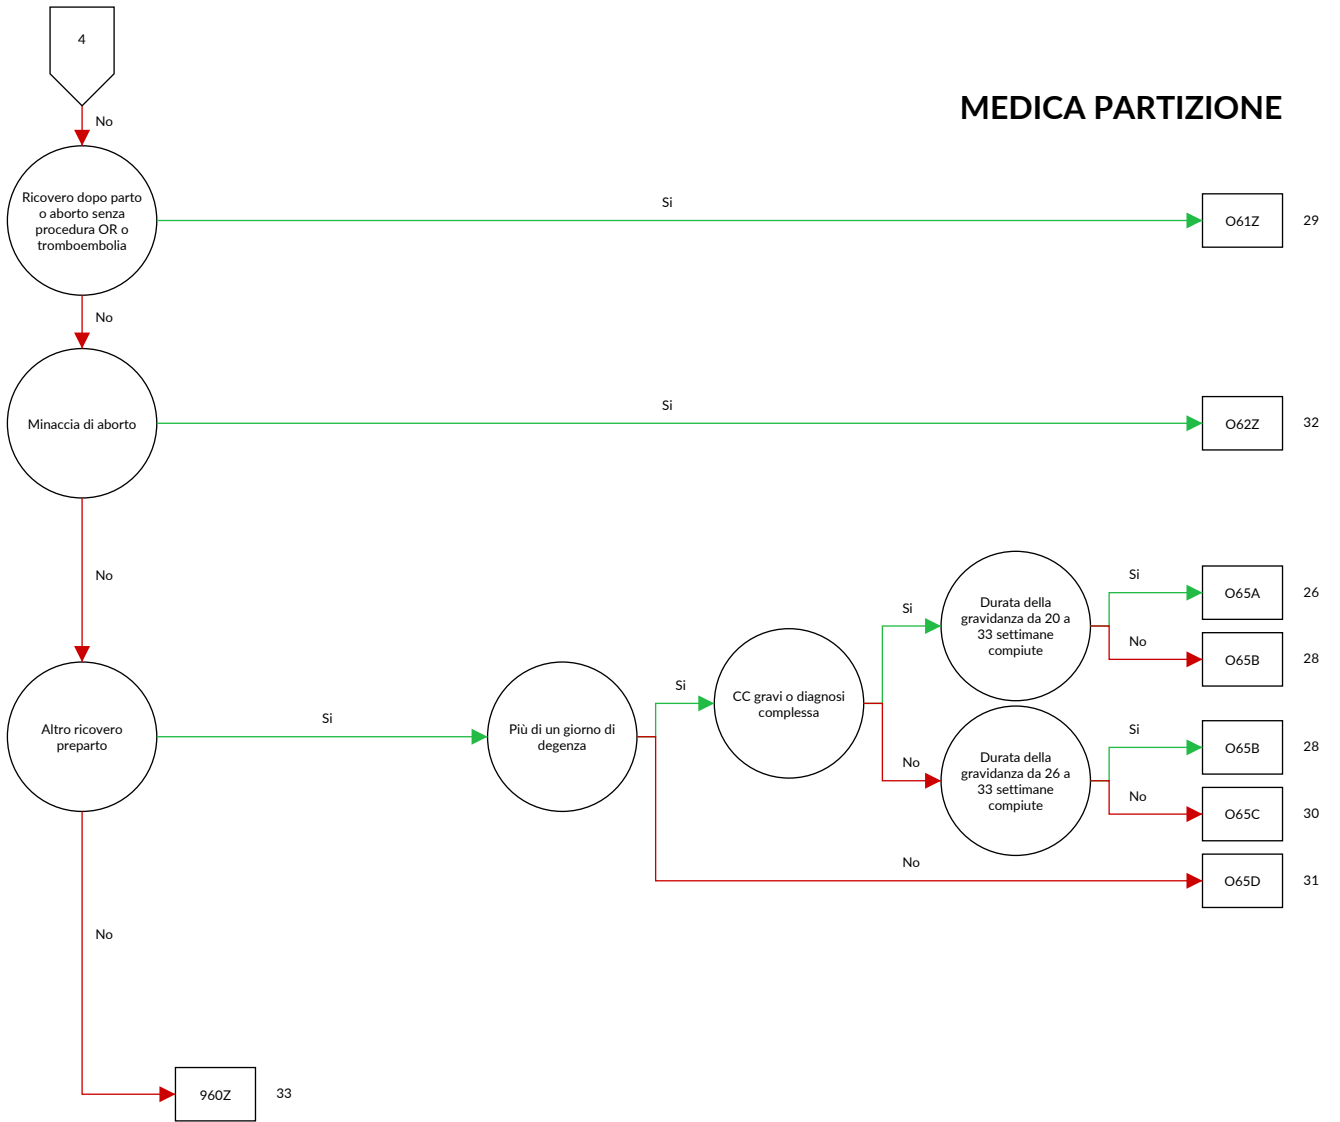 4
MEDICA PARTIZIONE
No
Ricovero dopo parto
o aborto senza
procedura OR o
tromboembolia
Si
O61Z
29
No
Minaccia di aborto
Si
O62Z
32
No
Altro ricovero
preparto
Si
Più di un giorno di
degenza
Si
CC gravi o diagnosi
complessa
Si
Durata della
gravidanza da 20 a
33 settimane
compiute
Si
O65A
26
No
O65B
28
No
Durata della
gravidanza da 26 a
33 settimane
compiute
Si
O65B
28
No
O65C
30
No
O65D
31
No
960Z
33